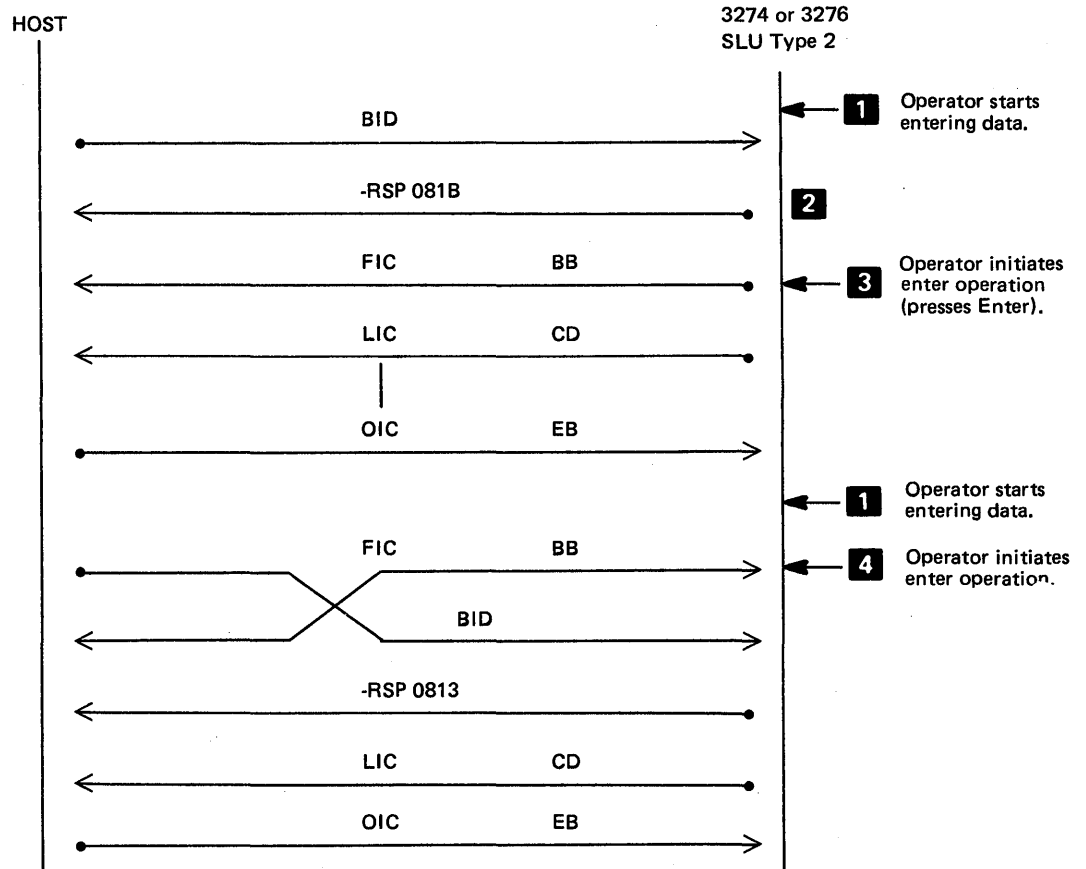 HOST
3274 or 3276
SLU Type 2
1 Operator starts
entering data.
BID
-RSP 081B
2
FIC BB
3 Operator initiates
enter operation
(presses Enter).
LIC CD
OIC EB
1 Operator starts
entering data.
FIC BB
4 Operator initiates
enter operation.
BID
-RSP 0813
LIC CD
OIC EB